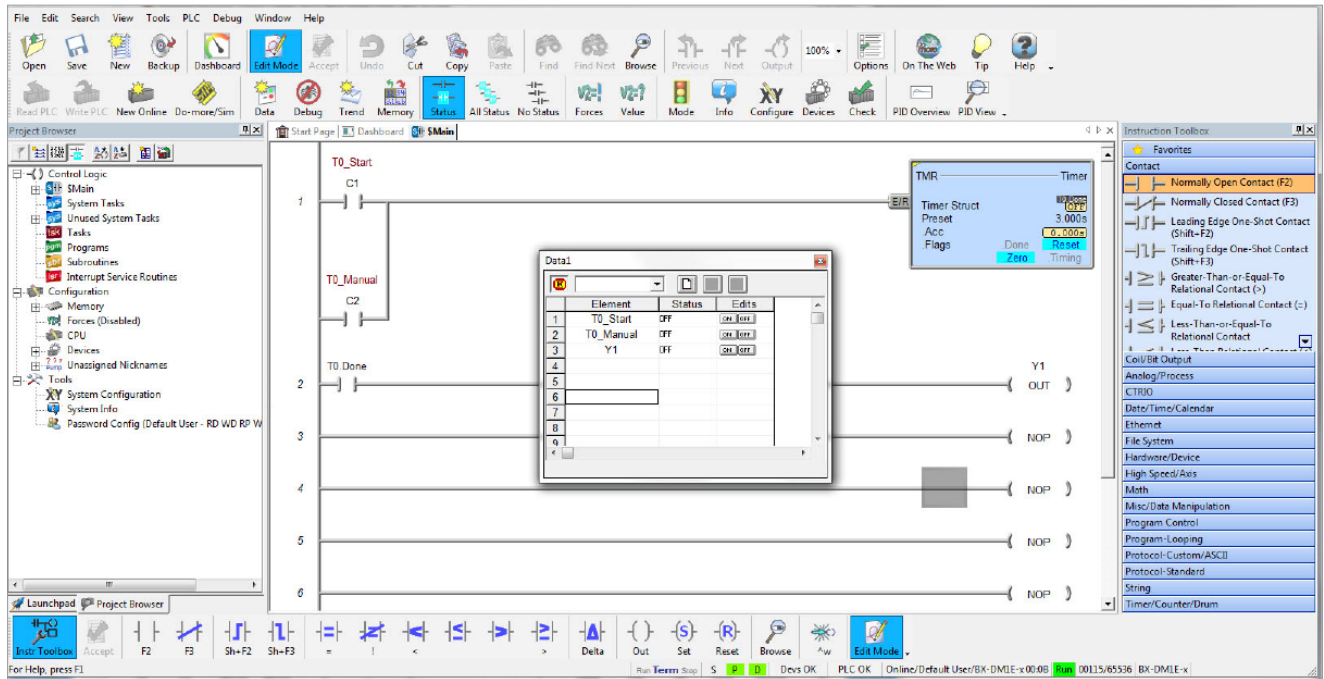 File Edit Search View Tools PLC Debug Window Help
Open Save New Backup Dashboard Edit Mode Accept Undo Cut Copy Paste Find Find Next Browse Previous Next Output 100% Options On The Web Tip Help
Read PLC Write PLC New Online Do-more/Sim Data Debug Trend Memory Status All Status No Status Forces Value Mode Info Configure Devices Check PID Overview PID View
Project Browser
Start Page Dashboard $Main
Instruction Toolbox
Control Logic
$Main
System Tasks
Unused System Tasks
Tasks
Programs
Subroutines
Interrupt Service Routines
Configuration
Memory
Forces (Disabled)
CPU
Devices
Unassigned Nicknames
Tools
System Configuration
System Info
Password Config (Default User - RD WD RP W
Launchpad Project Browser
T0_Start
C1
1
T0_Manual
C2
T0.Done
2
3
4
5
6
E/R
TMR Timer
Timer Struct T0.Done
OFF
Preset 3.000s
.Acc 0.000s
.Flags .Done Reset
Zero .Timing
Y1
OUT
NOP
NOP
NOP
NOP
Data1
Element Status Edits
1 T0_Start OFF ON OFF
2 T0_Manual OFF ON OFF
3 Y1 OFF ON OFF
4
5
6
7
8
9
Favorites
Contact
Normally Open Contact (F2)
Normally Closed Contact (F3)
Leading Edge One-Shot Contact
(Shift+F2)
Trailing Edge One-Shot Contact
(Shift+F3)
Greater-Than-or-Equal-To
Relational Contact (>)
Equal-To Relational Contact (=)
Less-Than-or-Equal-To
Relational Contact
Coil/Bit Output
Analog/Process
CTRIO
Date/Time/Calendar
Ethernet
File System
Hardware/Device
High Speed/Axis
Math
Misc/Data Manipulation
Program Control
Program-Looping
Protocol-Custom/ASCII
Protocol-Standard
String
Timer/Counter/Drum
Instr Toolbox Accept F2 F3 Sh+F2 Sh+F3 = ! < > Delta Out Set Reset Browse ^w Edit Mode
For Help, press F1
Run Term Stop S P D Devs OK PLC OK Online/Default User/BX-DM1E-x 00:0B Run 00115/65536 BX-DM1E-x